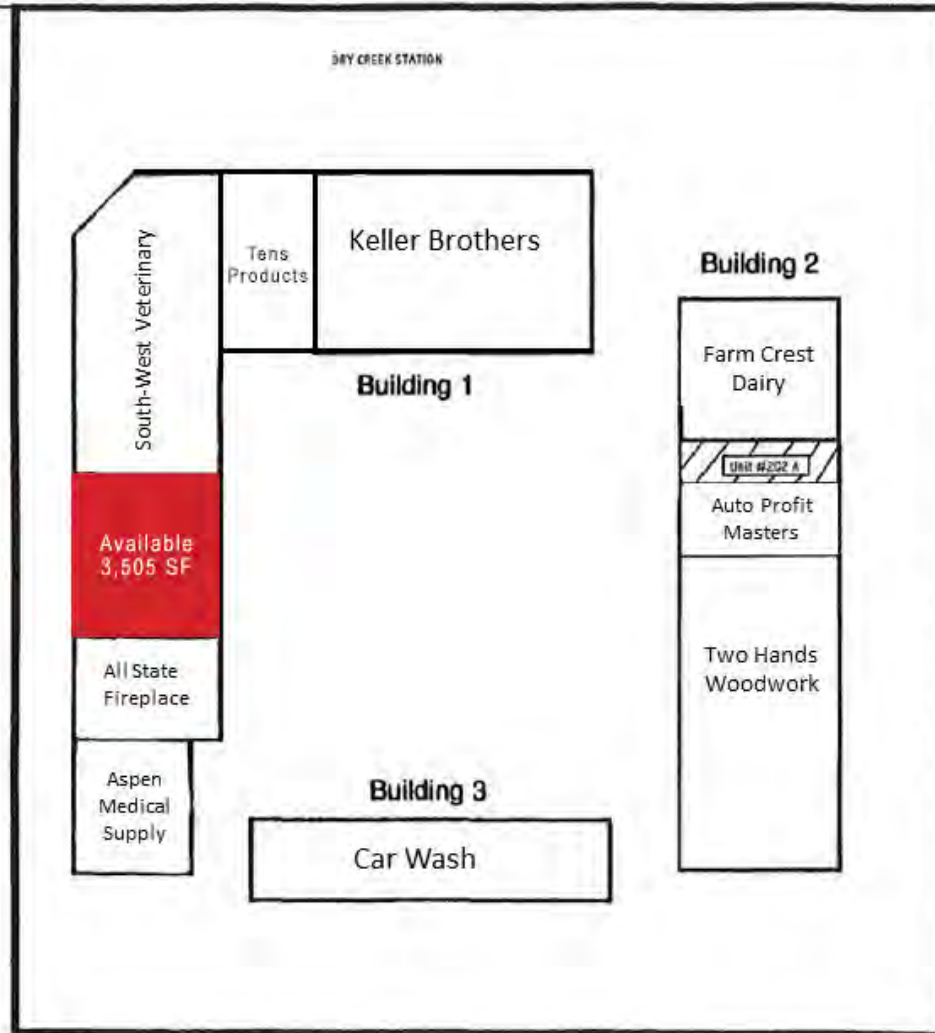 DRY CREEK STATION
South-West Veterinary
Tens
Products
Keller Brothers
Building 1
Building 2
Farm Crest
Dairy
Unit #202 A
Auto Profit
Masters
Two Hands
Woodwork
Available
3,505 SF
All State
Fireplace
Aspen
Medical
Supply
Building 3
Car Wash